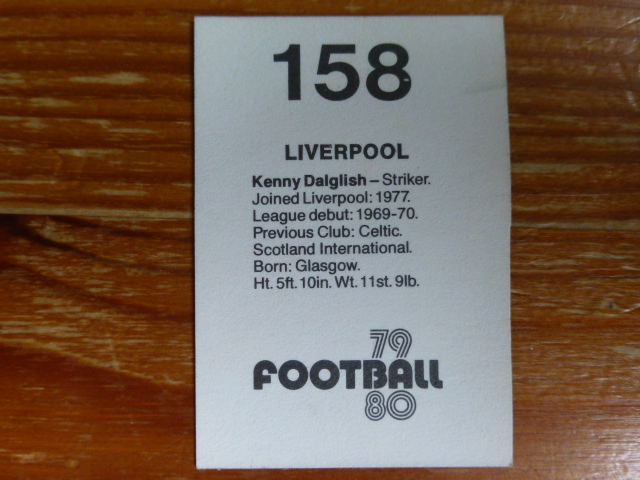 158
LIVERPOOL
Kenny Dalglish – Striker.
Joined Liverpool: 1977.
League debut: 1969-70.
Previous Club: Celtic.
Scotland International.
Born: Glasgow.
Ht. 5ft. 10in. Wt. 11st. 9lb.
79
FOOTBALL
80